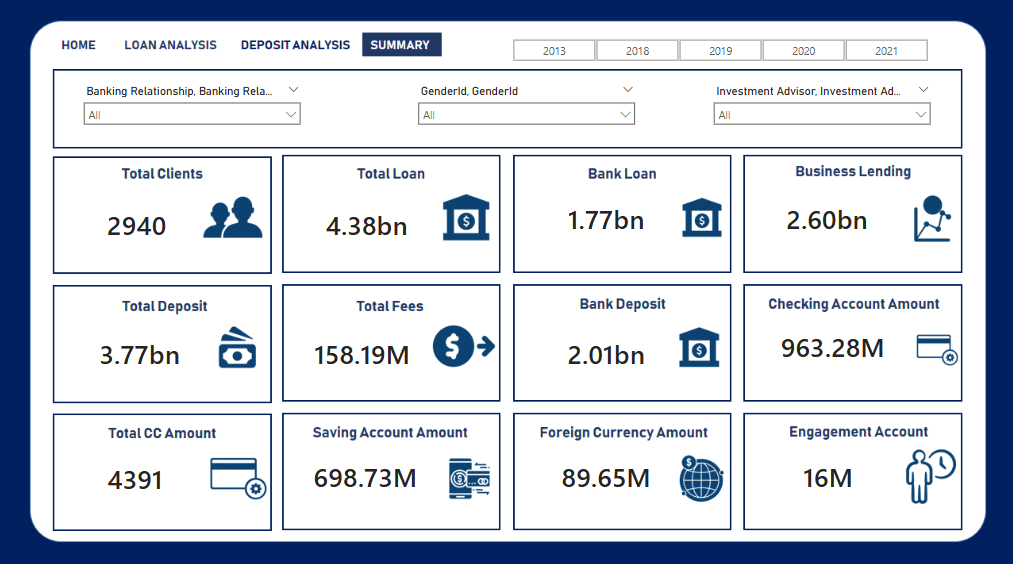 HOME LOAN ANALYSIS DEPOSIT ANALYSIS SUMMARY
2013 2018 2019 2020 2021
Banking Relationship, Banking Rela... GenderId, GenderId Investment Advisor, Investment Ad...
All All All
Total Clients Total Loan Bank Loan Business Lending
2940 4.38bn 1.77bn 2.60bn
Total Deposit Total Fees Bank Deposit Checking Account Amount
3.77bn 158.19M 2.01bn 963.28M
Total CC Amount Saving Account Amount Foreign Currency Amount Engagement Account
4391 698.73M 89.65M 16M